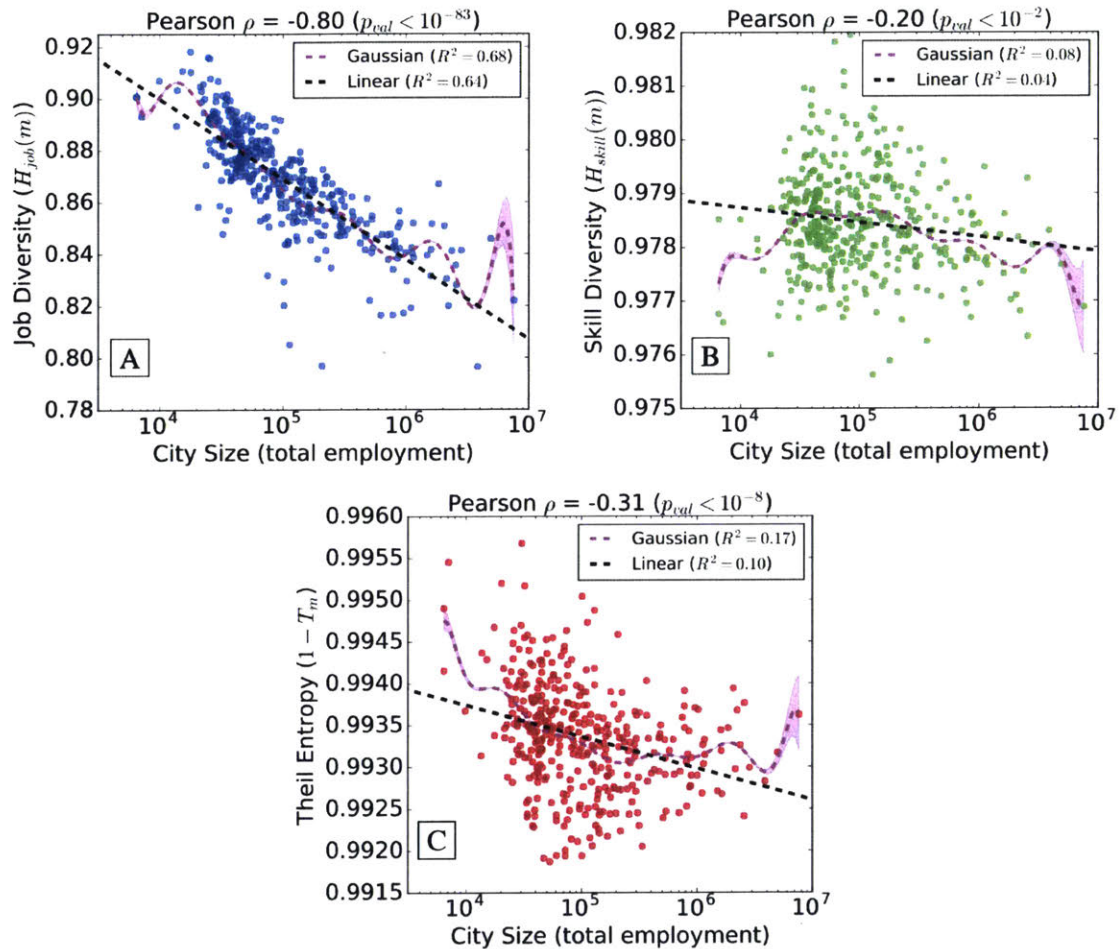 Pearson ρ = -0.80 (p_val < 10^-83)
Gaussian (R² = 0.68)
Linear (R² = 0.64)
Job Diversity (H_job(m))
0.92
0.90
0.88
0.86
0.84
0.82
0.80
0.78
A
10^4 10^5 10^6 10^7
City Size (total employment)
Pearson ρ = -0.20 (p_val < 10^-2)
Gaussian (R² = 0.08)
Linear (R² = 0.04)
Skill Diversity (H_skill(m))
0.982
0.981
0.980
0.979
0.978
0.977
0.976
0.975
B
10^4 10^5 10^6 10^7
City Size (total employment)
Pearson ρ = -0.31 (p_val < 10^-8)
Gaussian (R² = 0.17)
Linear (R² = 0.10)
Theil Entropy (1 − T_m)
0.9960
0.9955
0.9950
0.9945
0.9940
0.9935
0.9930
0.9925
0.9920
0.9915
C
10^4 10^5 10^6 10^7
City Size (total employment)